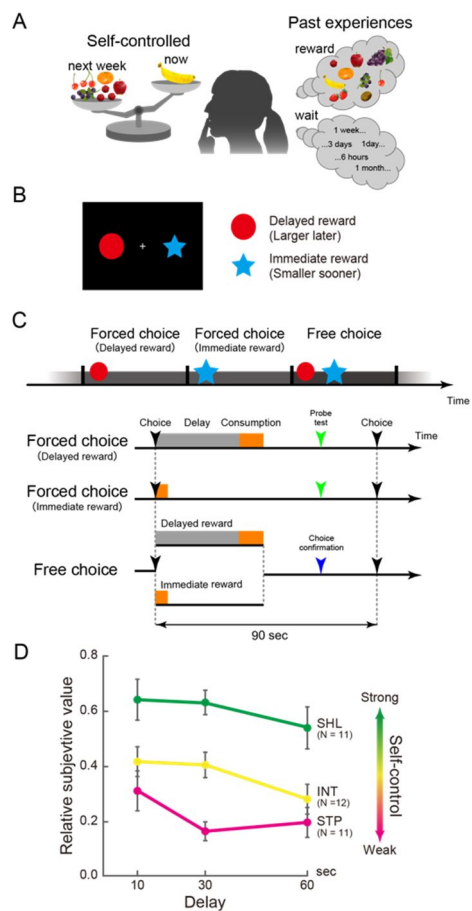 A
Self-controlled
next week
now
Past experiences
reward
wait
1 week...
...3 days 1day...
...6 hours
1 month...
B
+
Delayed reward
(Larger later)
Immediate reward
(Smaller sooner)
C
Forced choice
(Delayed reward)
Forced choice
(Immediate reward)
Free choice
Time
Choice Delay Consumption
Probe
test
Choice
Time
Forced choice
(Delayed reward)
Forced choice
(Immediate reward)
Delayed reward
Choice
confirmation
Free choice
Immediate reward
90 sec
D
Relative subjevtive value
0.8
0.6
0.4
0.2
0.0
10 30 60 sec
Delay
SHL
(N = 11)
INT
(N =12)
STP
(N = 11)
Strong
Self-control
Weak